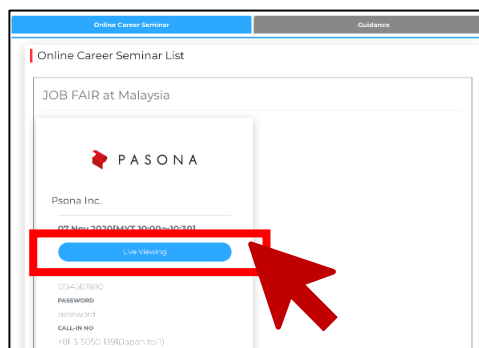 Online Career Seminar
Guidance
Online Career Seminar List
JOB FAIR at Malaysia
PASONA
Psona Inc.
07 Nov 2020[MYT 10:00~10:30]
Live Viewing
1234567890
PASSWORD
password
CALL-IN NO
+81-3-5050-1391(Japan toll)